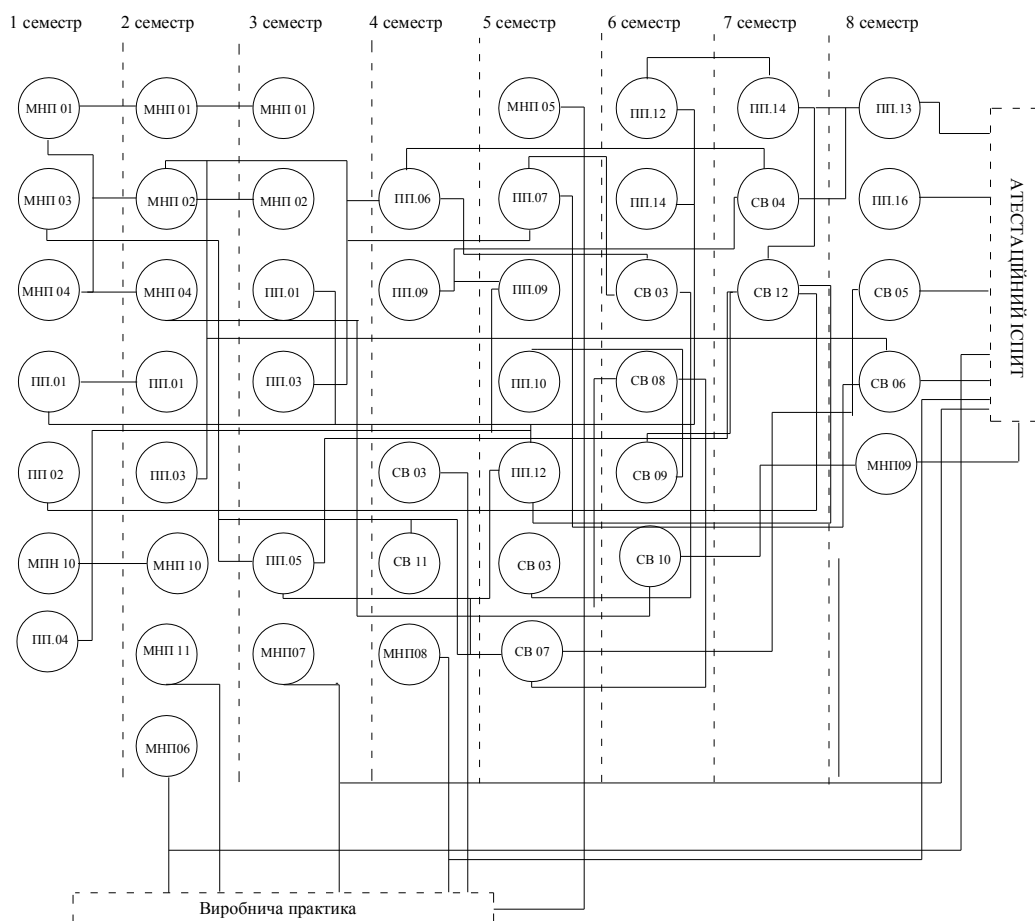 1 семестр 2 семестр 3 семестр 4 семестр 5 семестр 6 семестр 7 семестр 8 семестр
МНП 01 МНП 01 МНП 01 МНП 05 ПП.12 ПП.14 ПП.13
МНП 03 МНП 02 МНП 02 ПП.06 ПП.07 ПП.14 СВ 04 ПП.16
МНП 04 МНП 04 ПП.01 ПП.09 ПП.09 СВ 03 СВ 12 СВ 05
ПП.01 ПП.01 ПП.03 ПП.10 СВ 08 СВ 06
ПП 02 ПП.03 СВ 03 ПП.12 СВ 09 МНП09
МПН 10 МНП 10 ПП.05 СВ 11 СВ 03 СВ 10
ПП.04 МНП 11 МНП07 МНП08 СВ 07
МНП06
АТЕСТАЦІЙНИЙ ІСПИТ
Виробнича практика